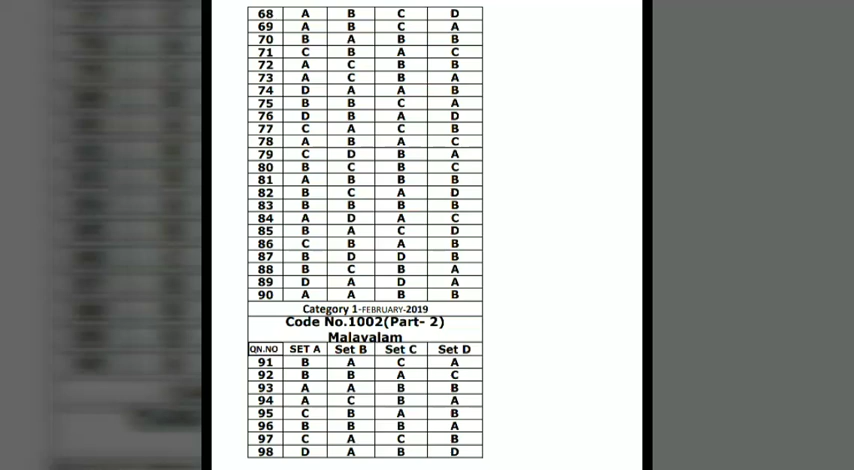 68 A B C D
69 A B C A
70 B A B B
71 C B A C
72 A C B B
73 A C B A
74 D A A B
75 B B C A
76 D B A D
77 C A C B
78 A B A C
79 C D B A
80 B C B C
81 A B B B
82 B C A D
83 B B B B
84 A D A C
85 B A C D
86 C B A B
87 B D D B
88 B C B A
89 D A D A
90 A A B B
Category 1-FEBRUARY-2019
Code No.1002(Part- 2)
Malayalam
QN.NO SET A Set B Set C Set D
91 B A C A
92 B B A C
93 A A B B
94 A C B A
95 C B A B
96 B B B A
97 C A C B
98 D A B D